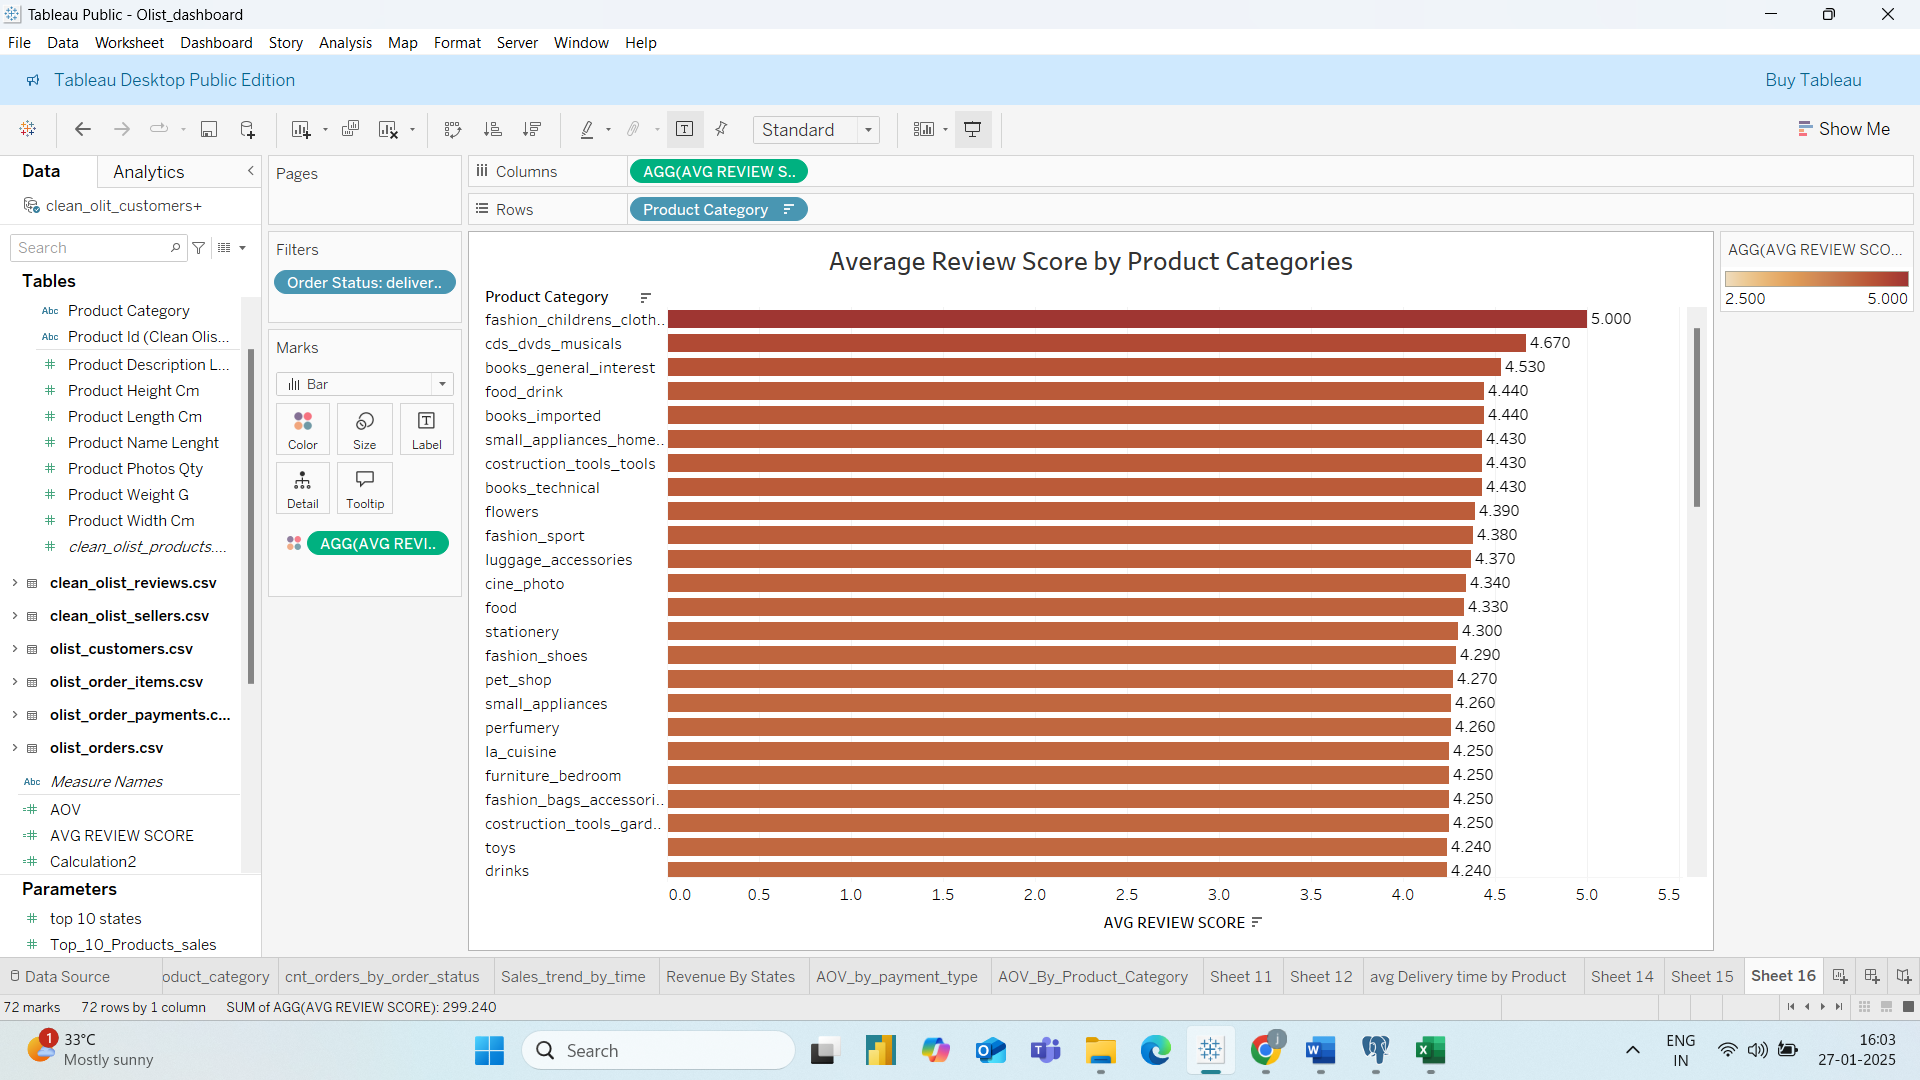 Tableau Public - Olist_dashboard
File Data Worksheet Dashboard Story Analysis Map Format Server Window Help
Tableau Desktop Public Edition
Buy Tableau
Standard
Show Me
Data
Analytics
clean_olit_customers+
Search
Tables
Abc Product Category
Abc Product Id (Clean Olis...
# Product Description L...
# Product Height Cm
# Product Length Cm
# Product Width Cm
# Product Name Lenght
# Product Photos Qty
# Product Weight G
# clean_olist_products....
clean_olist_reviews.csv
clean_olist_sellers.csv
olist_customers.csv
olist_order_items.csv
olist_order_payments.c...
olist_orders.csv
Abc Measure Names
=# AOV
=# AVG REVIEW SCORE
=# Calculation2
Parameters
# top 10 states
# Top_10_Products_sales
Pages
Filters
Order Status: deliver..
Marks
Bar
Color
Size
T
Label
Detail
Tooltip
AGG(AVG REVI..
Columns
AGG(AVG REVIEW S..
Rows
Product Category
Average Review Score by Product Categories
Product Category
fashion_childrens_cloth.. 5.000
cds_dvds_musicals 4.670
books_general_interest 4.530
food_drink 4.440
books_imported 4.440
small_appliances_home.. 4.430
costruction_tools_tools 4.430
books_technical 4.430
flowers 4.390
fashion_sport 4.380
luggage_accessories 4.370
cine_photo 4.340
food 4.330
stationery 4.300
fashion_shoes 4.290
pet_shop 4.270
small_appliances 4.260
perfumery 4.260
la_cuisine 4.250
furniture_bedroom 4.250
fashion_bags_accessori.. 4.250
costruction_tools_gard.. 4.250
toys 4.240
drinks 4.240
0.0 0.5 1.0 1.5 2.0 2.5 3.0 3.5 4.0 4.5 5.0 5.5
AVG REVIEW SCORE
AGG(AVG REVIEW SCO...
2.500 5.000
Data Source
oduct_category
cnt_orders_by_order_status
Sales_trend_by_time
Revenue By States
AOV_by_payment_type
AOV_By_Product_Category
Sheet 11
Sheet 12
avg Delivery time by Product
Sheet 14
Sheet 15
Sheet 16
72 marks 72 rows by 1 column SUM of AGG(AVG REVIEW SCORE): 299.240
1
33°C
Mostly sunny
Search
j
ENG
IN
16:03
27-01-2025